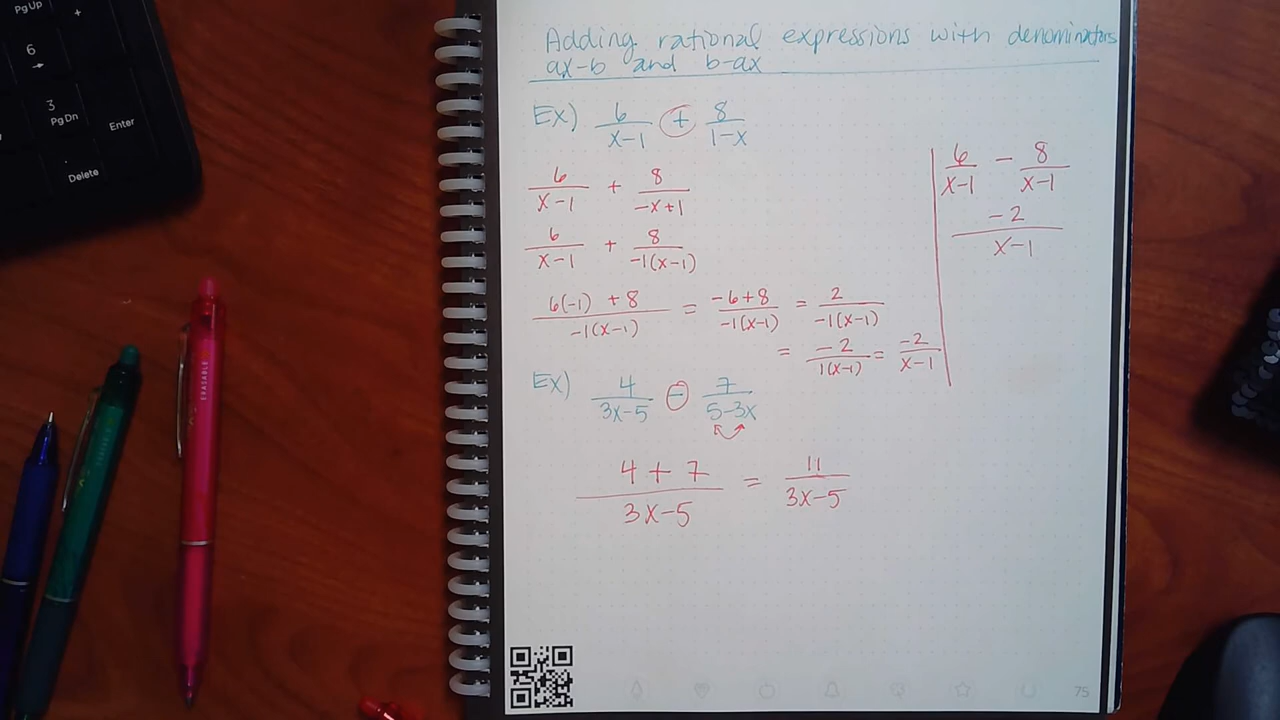 PgUp
+
6
3
PgDn
Enter
.
Delete
ERASABLE
Adding rational expressions with denominators
ax-b and b-ax
Ex) 6/(x-1) + 8/(1-x)
6/(x-1) + 8/(-x+1)
6/(x-1) + 8/(-1(x-1))
(6(-1) + 8)/(-1(x-1)) = (-6+8)/(-1(x-1)) = 2/(-1(x-1))
= -2/(1(x-1)) = -2/(x-1)
6/(x-1) - 8/(x-1)
-2/(x-1)
Ex) 4/(3x-5) - 7/(5-3x)
(4 + 7)/(3x-5) = 11/(3x-5)
75